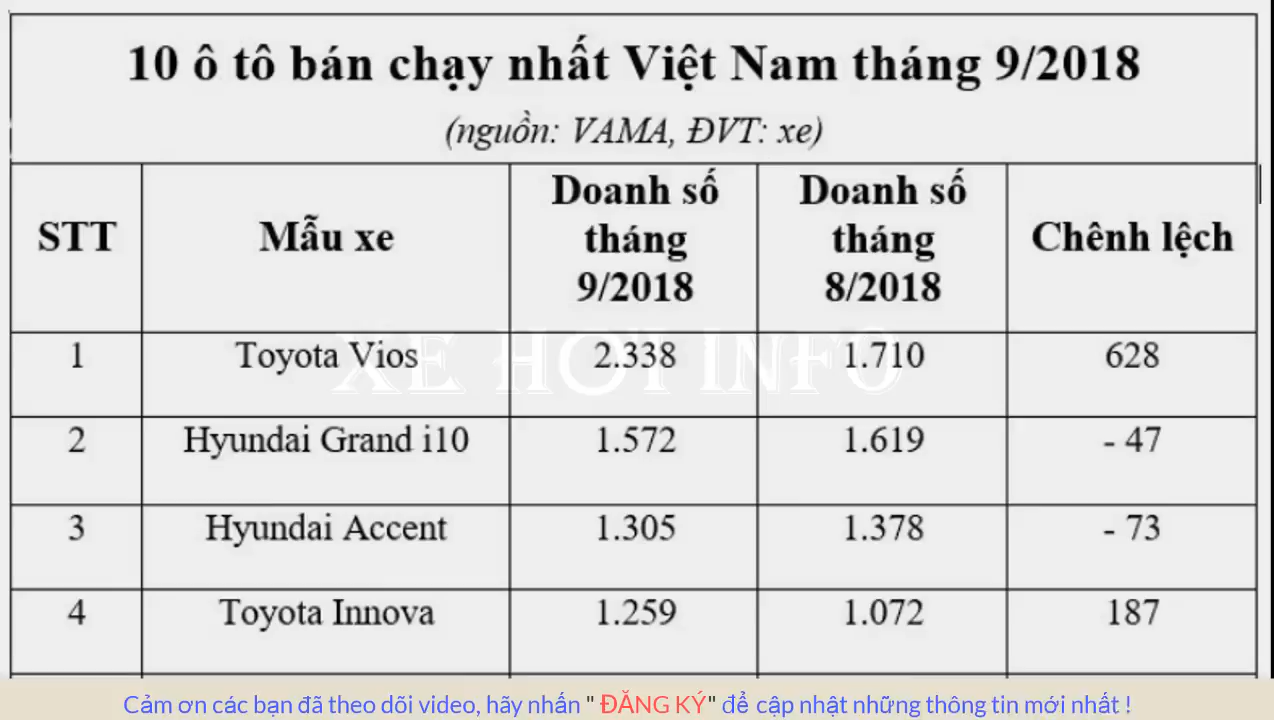 10 ô tô bán chạy nhất Việt Nam tháng 9/2018
(nguồn: VAMA, ĐVT: xe)
STT Mẫu xe Doanh số tháng 9/2018 Doanh số tháng 8/2018 Chênh lệch
1 Toyota Vios 2.338 1.710 628
XE HƠI INFO
2 Hyundai Grand i10 1.572 1.619 - 47
3 Hyundai Accent 1.305 1.378 - 73
4 Toyota Innova 1.259 1.072 187
Cảm ơn các bạn đã theo dõi video, hãy nhấn " ĐĂNG KÝ" để cập nhật những thông tin mới nhất !